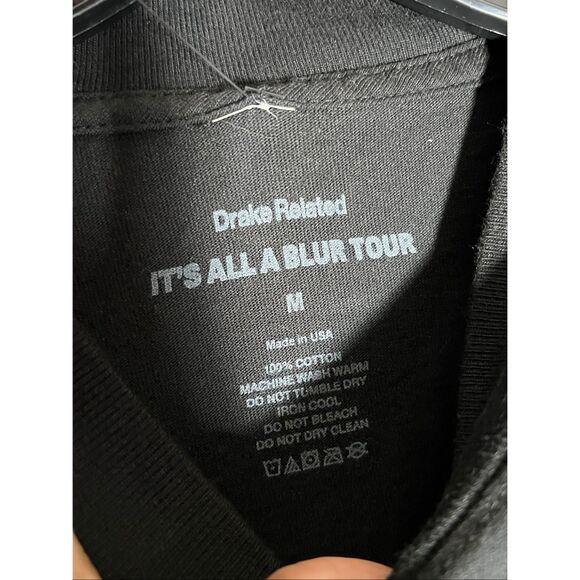 Drake Related
IT'S ALL A BLUR TOUR
M
Made in USA
100% COTTON
MACHINE WASH WARM
DO NOT TUMBLE DRY
IRON COOL
DO NOT BLEACH
DO NOT DRY CLEAN